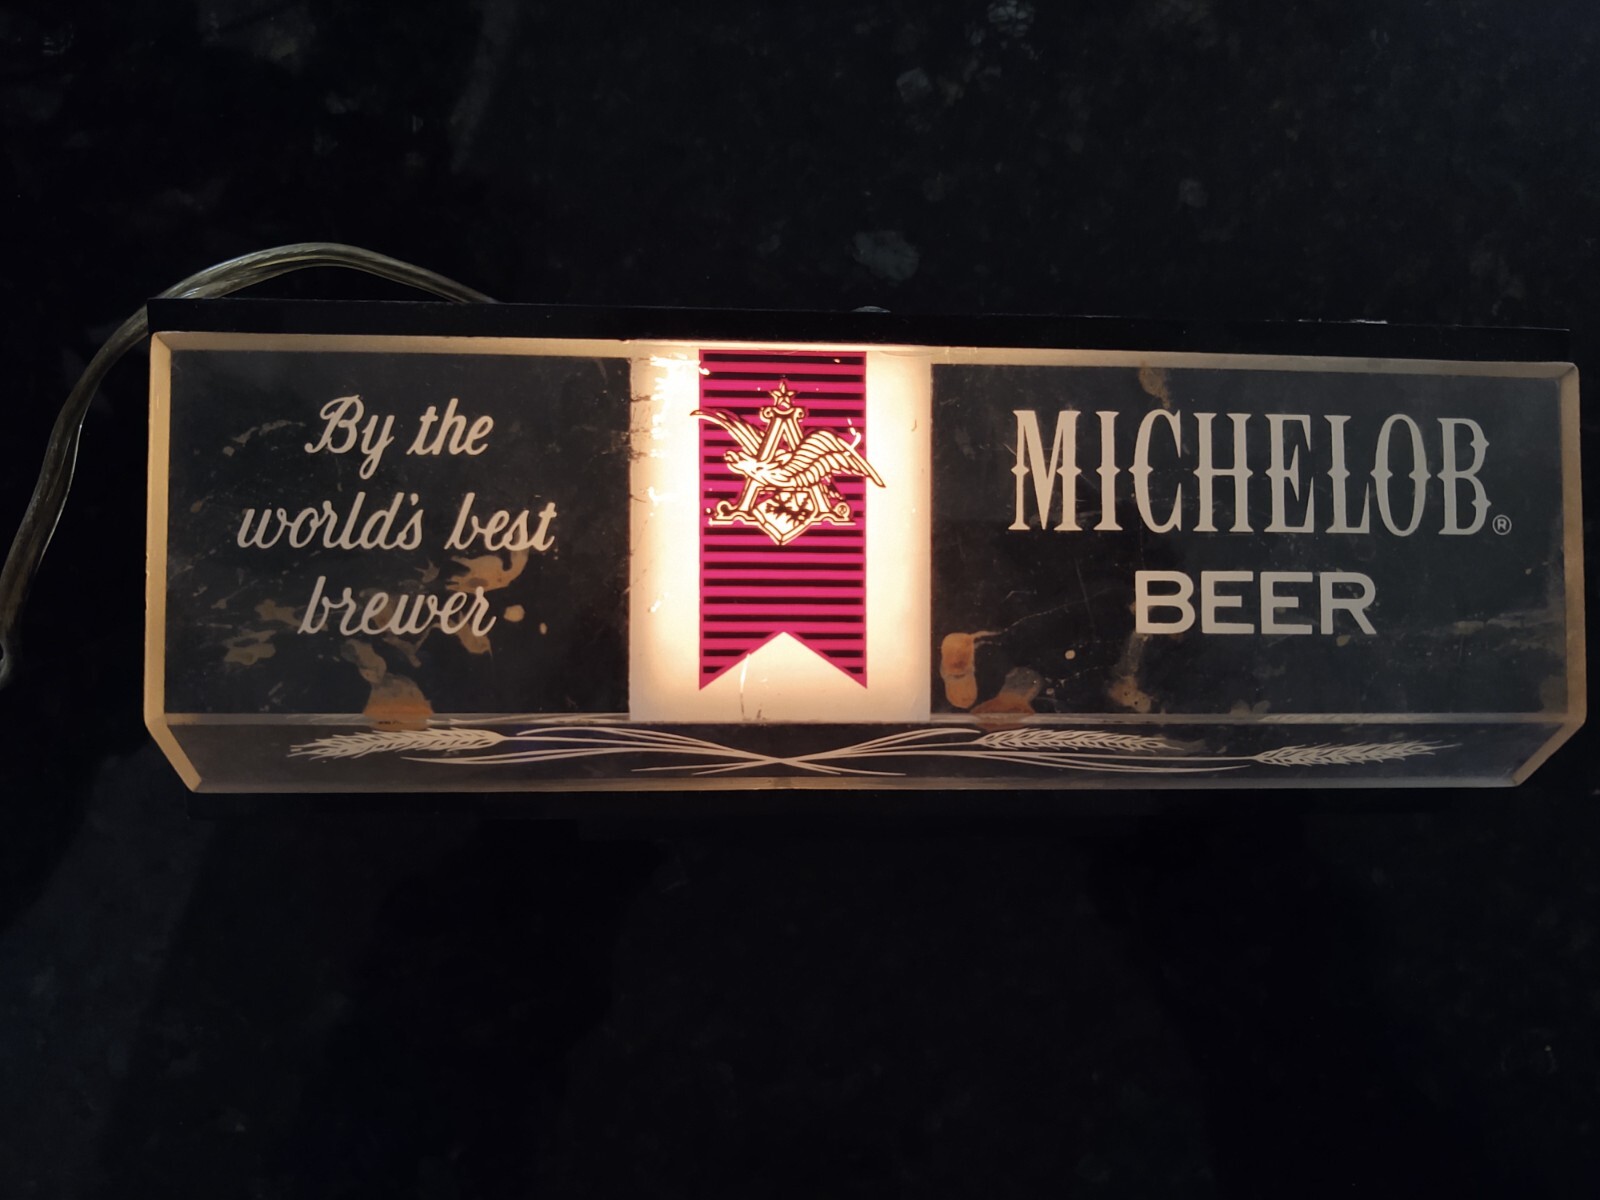 By the
world's best
brewer
A
®
MICHELOB®
BEER